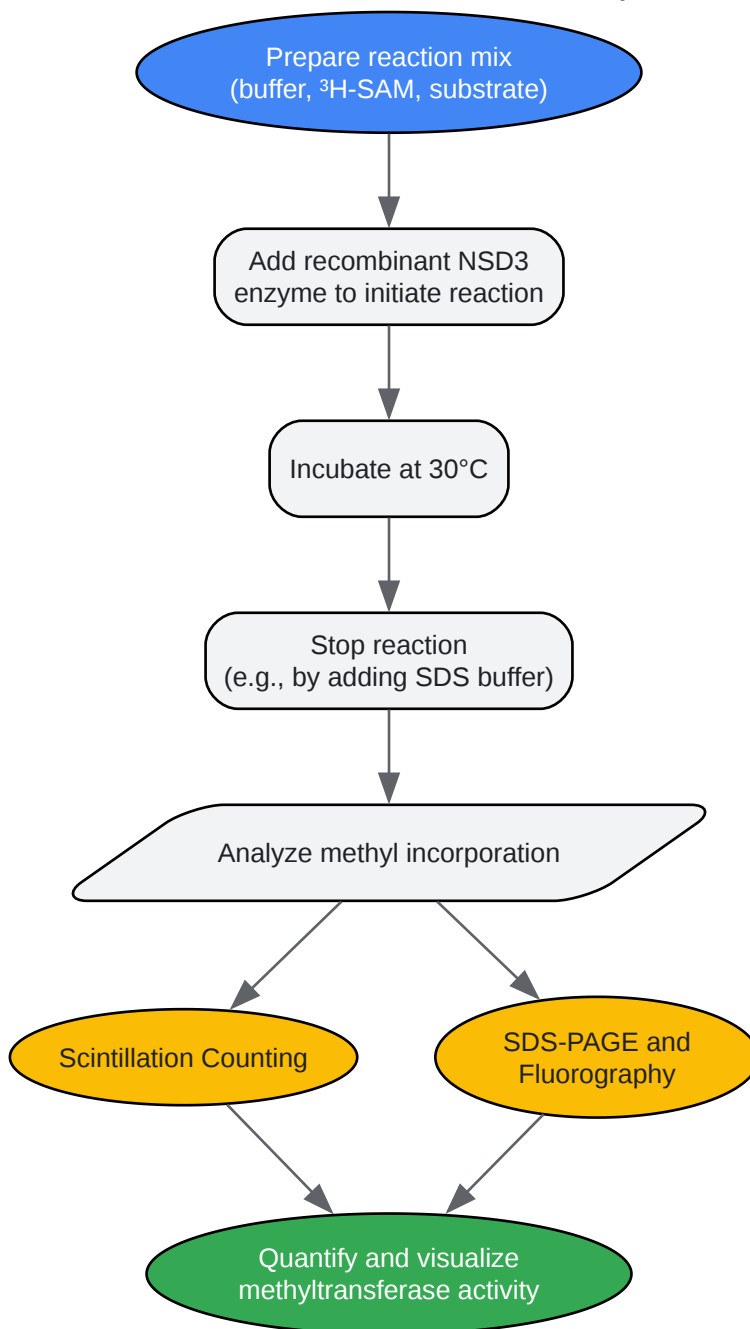 Prepare reaction mix
(buffer, ³H-SAM, substrate)
Add recombinant NSD3
enzyme to initiate reaction
Incubate at 30°C
Stop reaction
(e.g., by adding SDS buffer)
Analyze methyl incorporation
Scintillation Counting
SDS-PAGE and
Fluorography
Quantify and visualize
methyltransferase activity